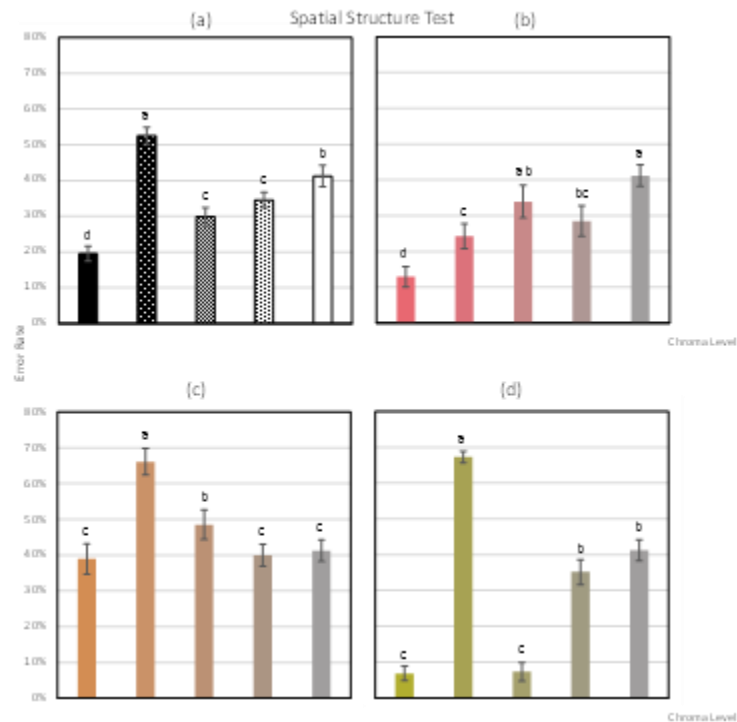 (a) Spatial Structure Test (b)
80%
70%
60%
50%
40%
30%
20%
10%
0%
d
a
c
c
b
d
c
ab
bc
a
Chroma Level
Error Rate
(c) (d)
80%
70%
60%
50%
40%
30%
20%
10%
0%
c
a
b
c
c
c
a
c
b
b
Chroma Level